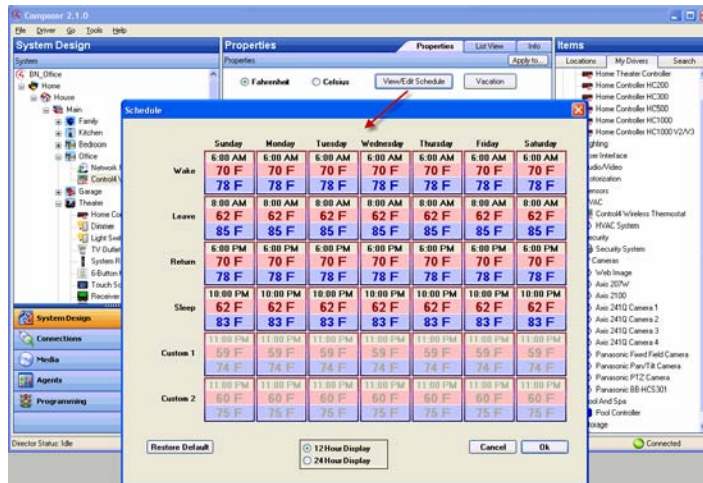 Composer 2.1.0
File Driver Go Tools Help
System Design
Properties
Properties List View Info
Items
System
Properties
Apply to...
Locations My Drivers Search
BN_Office
Home
House
Main
Family
Kitchen
Bedroom
Office
Network
Control4
Garage
Theater
Home
Dimmer
Light
TV Outlet
System
6-Button
Touch
Receiver
Fahrenheit Celsius View/Edit Schedule Vacation
Home Theater Controller
Home Controller HC200
Home Controller HC300
Home Controller HC500
Home Controller HC1000
Home Controller HC1000 V2/V3
Control4 Wireless Thermostat
HVAC System
Security System
Cameras
Web Image
Axis 207W
Axis 2100
Axis 241Q Camera 1
Axis 241Q Camera 2
Axis 241Q Camera 3
Axis 241Q Camera 4
Panasonic Fixed Field Camera
Panasonic Pan/Tilt Camera
Panasonic PTZ Camera
Panasonic BB-HCS301
Pool Controller
Schedule
Sunday Monday Tuesday Wednesday Thursday Friday Saturday
6:00 AM 6:00 AM 6:00 AM 6:00 AM 6:00 AM 6:00 AM 6:00 AM
Wake 70 F 70 F 70 F 70 F 70 F 70 F 70 F
78 F 78 F 78 F 78 F 78 F 78 F 78 F
8:00 AM 8:00 AM 8:00 AM 8:00 AM 8:00 AM 8:00 AM 8:00 AM
Leave 62 F 62 F 62 F 62 F 62 F 62 F 62 F
85 F 85 F 85 F 85 F 85 F 85 F 85 F
6:00 PM 6:00 PM 6:00 PM 6:00 PM 6:00 PM 6:00 PM 6:00 PM
Return 70 F 70 F 70 F 70 F 70 F 70 F 70 F
78 F 78 F 78 F 78 F 78 F 78 F 78 F
10:00 PM 10:00 PM 10:00 PM 10:00 PM 10:00 PM 10:00 PM 10:00 PM
Sleep 62 F 62 F 62 F 62 F 62 F 62 F 62 F
83 F 83 F 83 F 83 F 83 F 83 F 83 F
11:00 PM 11:00 PM 11:00 PM 11:00 PM 11:00 PM 11:00 PM 11:00 PM
Custom 1 59 F 59 F 59 F 59 F 59 F 59 F 59 F
74 F 74 F 74 F 74 F 74 F 74 F 74 F
11:00 PM 11:00 PM 11:00 PM 11:00 PM 11:00 PM 11:00 PM 11:00 PM
Custom 2 60 F 60 F 60 F 60 F 60 F 60 F 60 F
75 F 75 F 75 F 75 F 75 F 75 F 75 F
Restore Default 12 Hour Display Cancel Ok
24 Hour Display
System Design
Connections
Media
Agents
Programming
Director Status: Idle
Connected